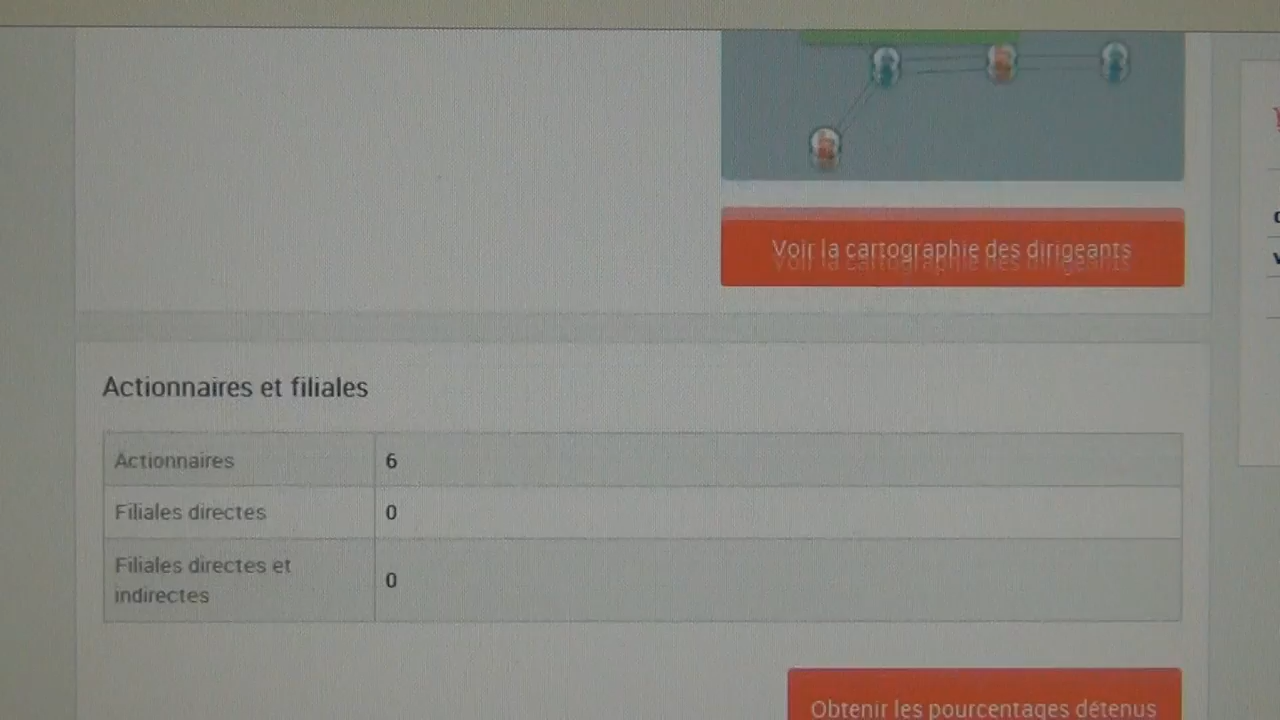 Voir la cartographie des dirigeants
Actionnaires et filiales
Actionnaires 6
Filiales directes 0
Filiales directes et
indirectes 0
Obtenir les pourcentages détenus